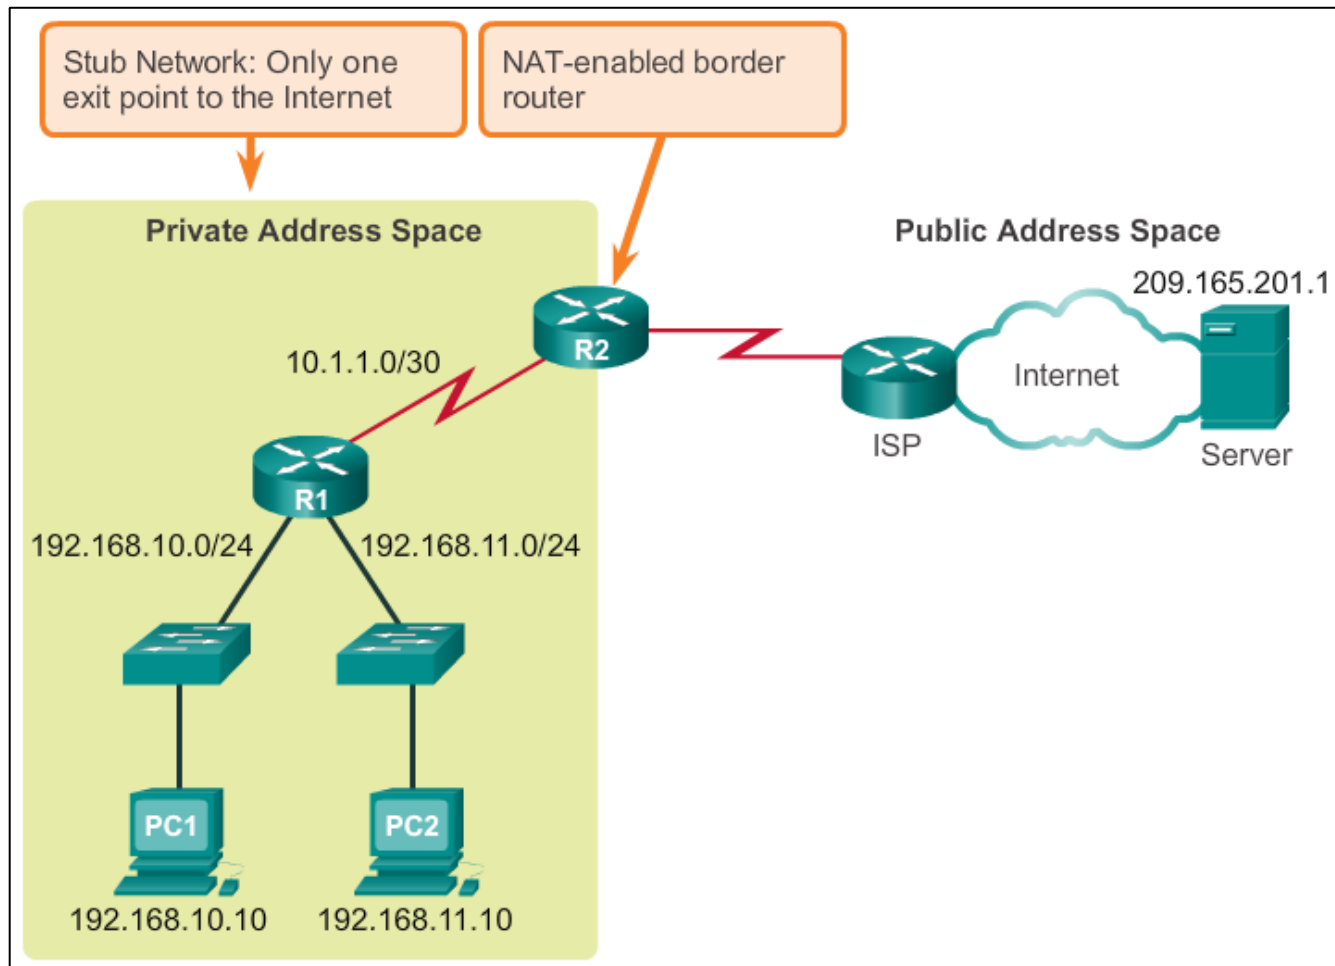 Stub Network: Only one
exit point to the Internet
NAT-enabled border
router
Private Address Space
Public Address Space
209.165.201.1
R2
10.1.1.0/30
Internet
ISP
Server
R1
192.168.10.0/24
192.168.11.0/24
PC1
PC2
192.168.10.10
192.168.11.10